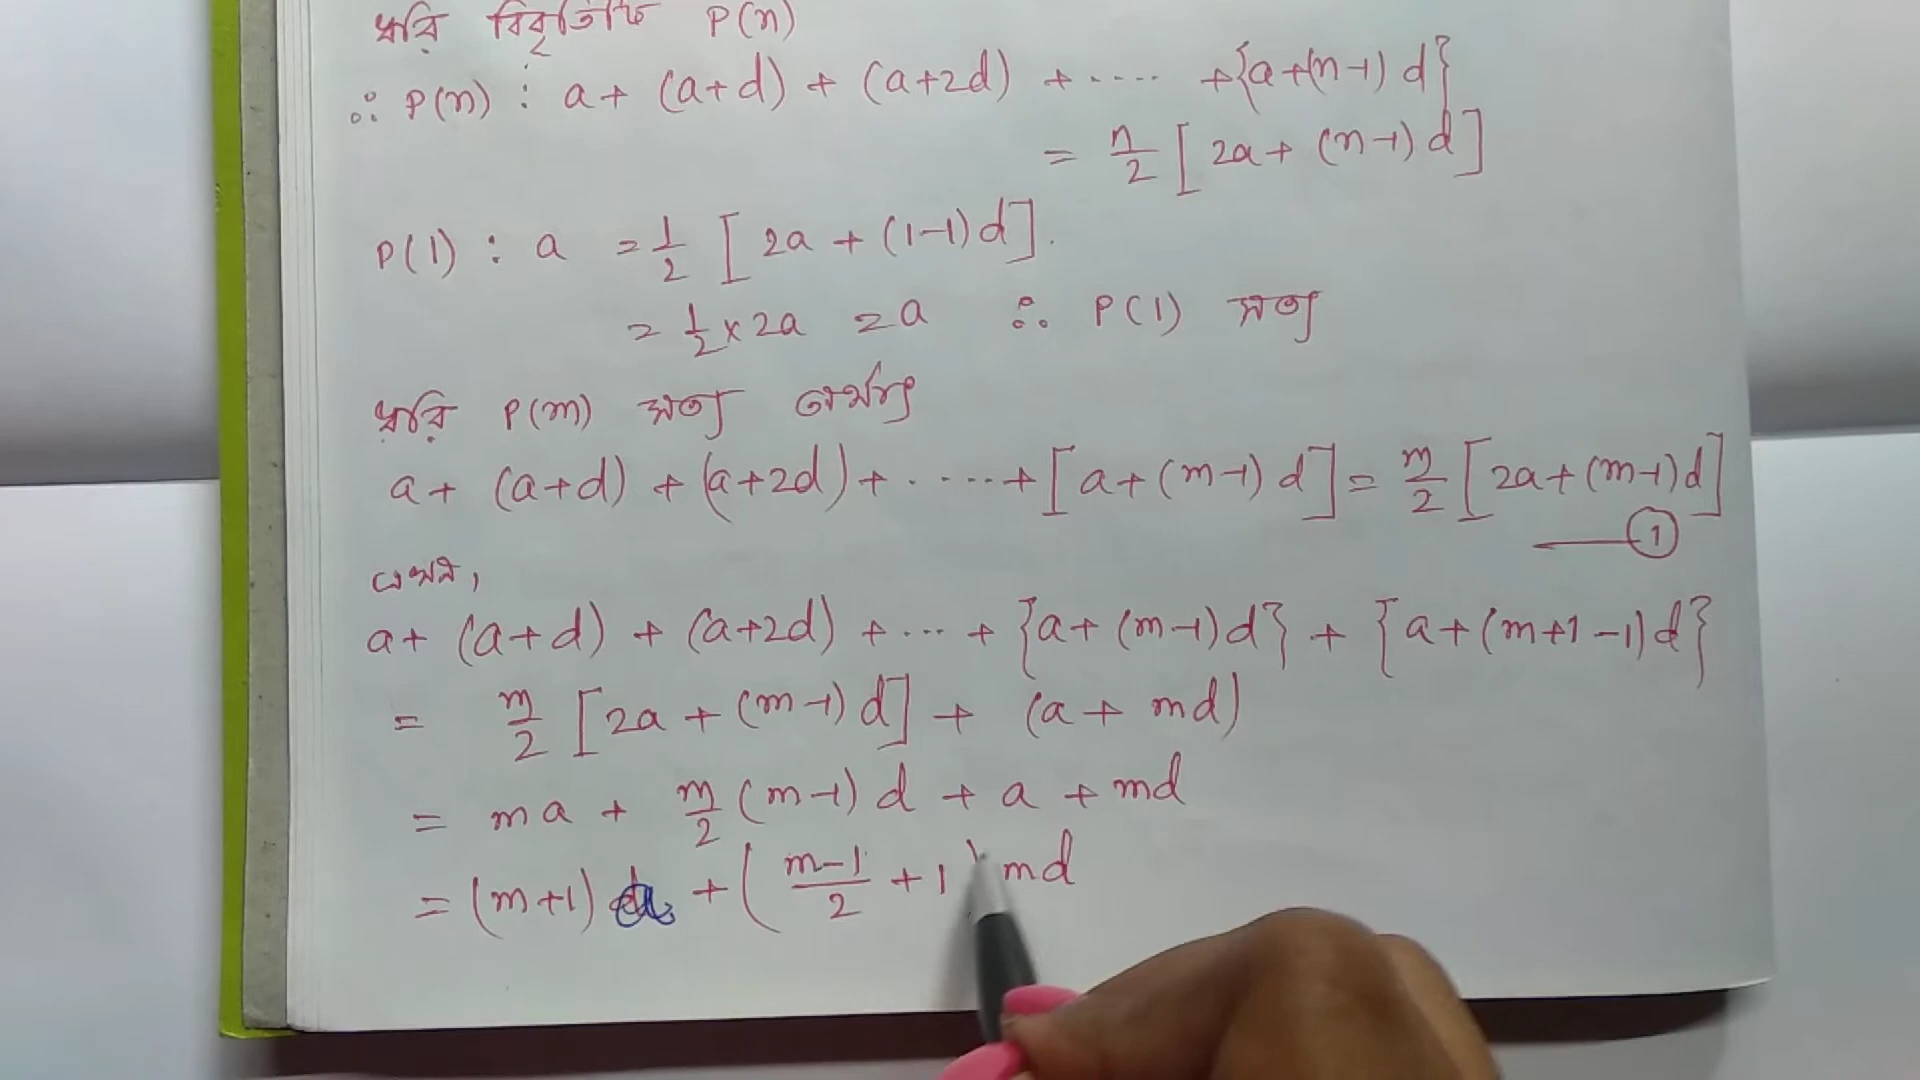 ধরি বিবৃতিটি P(n)
∴ P(n) : a + (a+d) + (a+2d) + ..... + {a+(n-1) d}
= n/2 [2a + (n-1) d]
P(1) : a = 1/2 [2a + (1-1) d].
= 1/2 × 2a = a ∴ P(1) সত্য
ধরি P(m) সত্য অর্থাৎ
a + (a+d) + (a+2d) + ..... + [a + (m-1) d] = m/2 [2a + (m-1) d]
1
এখন,
a + (a+d) + (a+2d) + ... + {a + (m-1) d} + {a + (m+1-1) d}
= m/2 [2a + (m-1) d] + (a + md)
= ma + m/2 (m-1) d + a + md
= (m+1) a + ( m-1/2 + 1 ) md